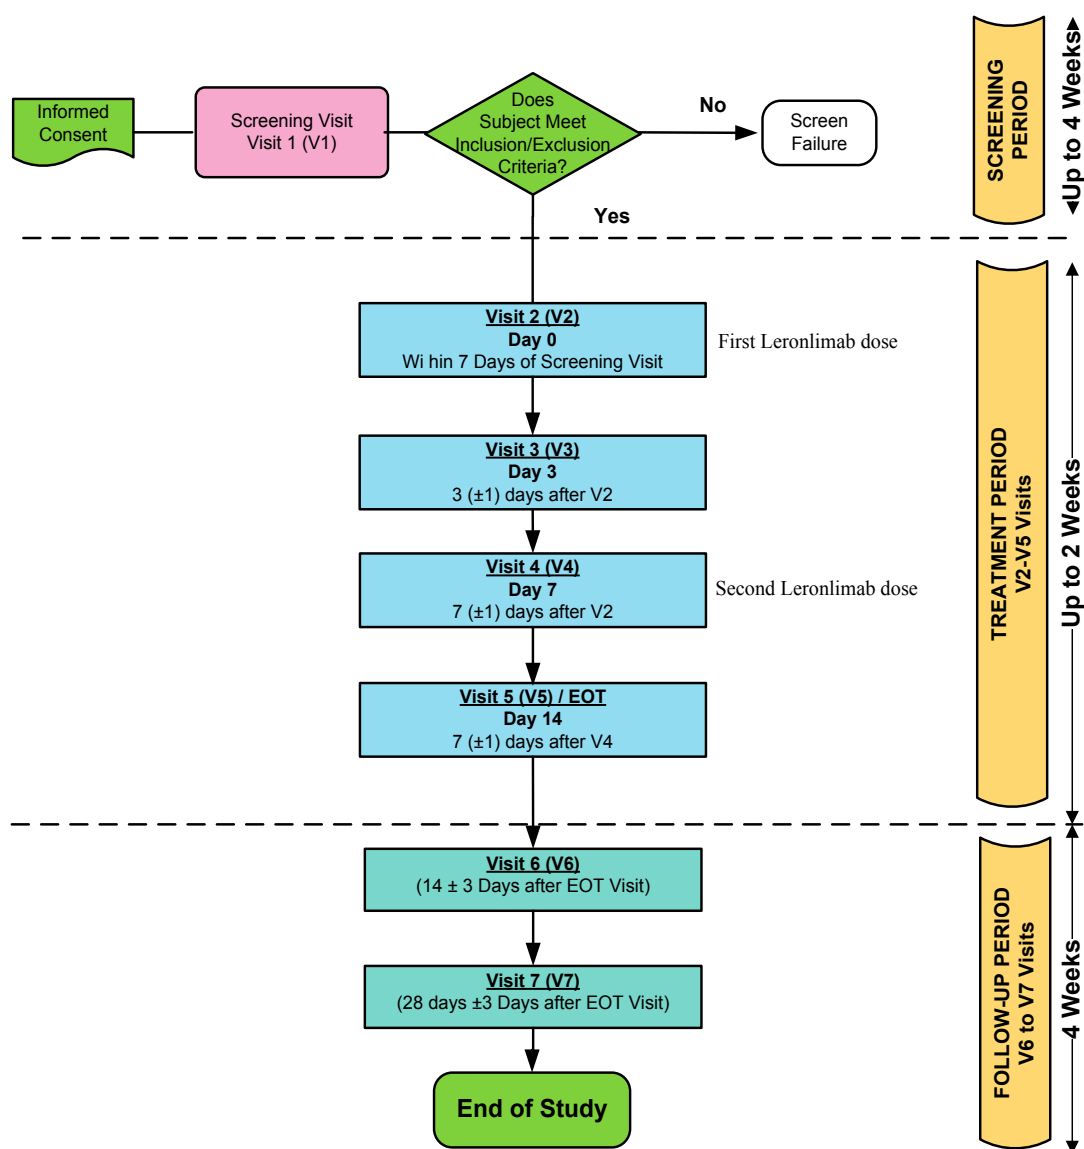 Informed
Consent
Screening Visit
Visit 1 (V1)
Does
Subject Meet
Inclusion/Exclusion
Criteria?
No
Screen
Failure
Yes
SCREENING
PERIOD
Up to 4 Weeks
Visit 2 (V2)
Day 0
Wi hin 7 Days of Screening Visit
First Leronlimab dose
Visit 3 (V3)
Day 3
3 (±1) days after V2
Visit 4 (V4)
Day 7
7 (±1) days after V2
Second Leronlimab dose
Visit 5 (V5) / EOT
Day 14
7 (±1) days after V4
TREATMENT PERIOD
V2-V5 Visits
Up to 2 Weeks
Visit 6 (V6)
(14 ± 3 Days after EOT Visit)
Visit 7 (V7)
(28 days ±3 Days after EOT Visit)
End of Study
FOLLOW-UP PERIOD
V6 to V7 Visits
4 Weeks